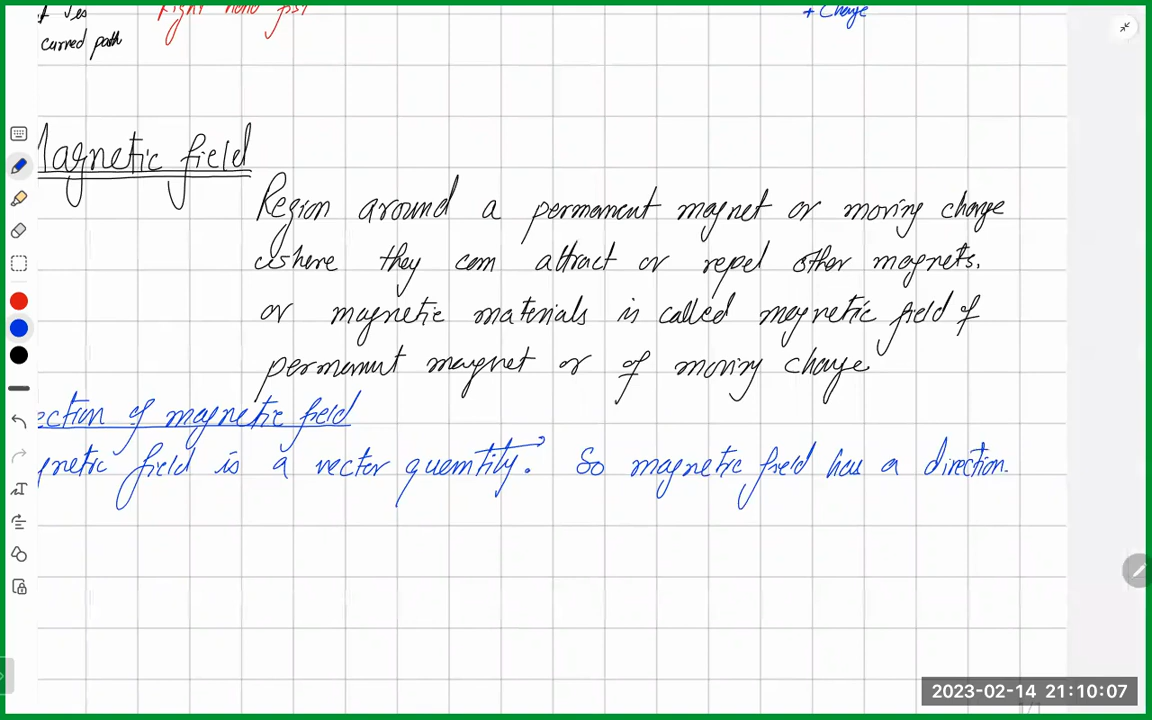 + Charge
curved path
Magnetic field
Region around a permanent magnet or moving charge
where they can attract or repel other magnets.
or magnetic materials is called magnetic field of
permanent magnet or of moving charge
ection of magnetic field
gnetic field is a vector quantity. So magnetic field has a direction.
2023-02-14 21:10:07